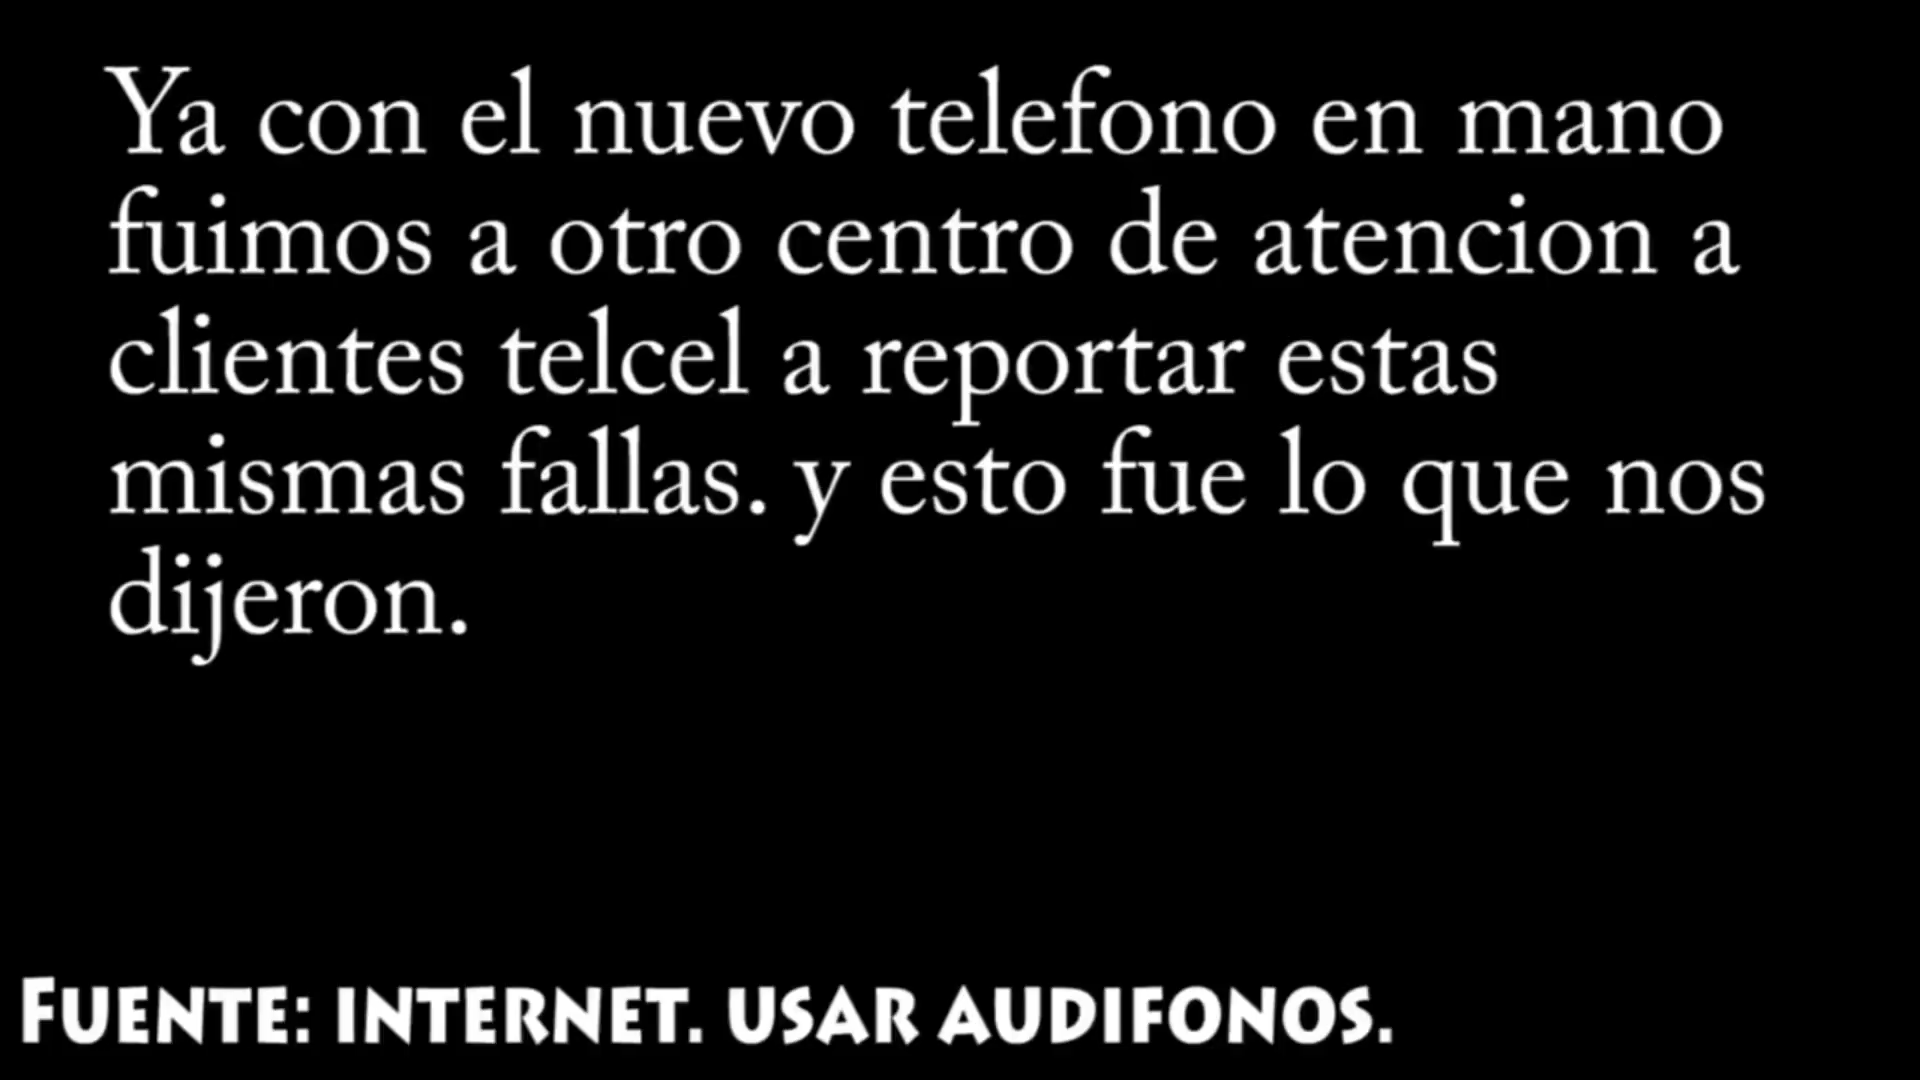 Ya con el nuevo telefono en mano
fuimos a otro centro de atencion a
clientes telcel a reportar estas
mismas fallas. y esto fue lo que nos
dijeron.
FUENTE: INTERNET. USAR AUDIFONOS.